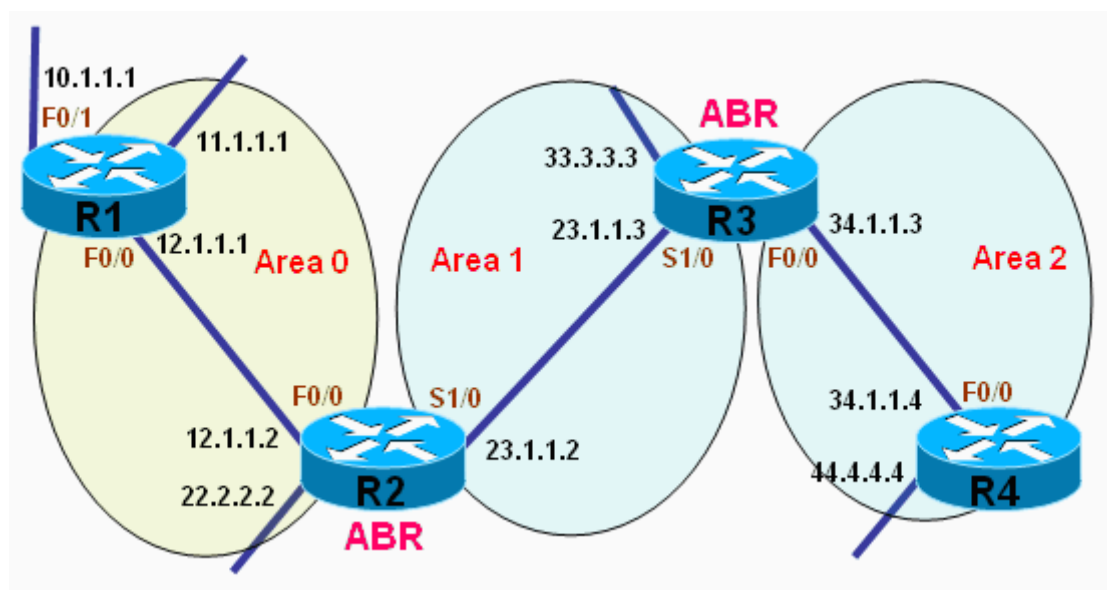 10.1.1.1
F0/1
11.1.1.1
R1
12.1.1.1
F0/0
Area 0
F0/0
12.1.1.2
22.2.2.2
R2
ABR
S1/0
23.1.1.2
Area 1
33.3.3.3
23.1.1.3
ABR
R3
S1/0
F0/0
34.1.1.3
Area 2
34.1.1.4
F0/0
44.4.4.4
R4